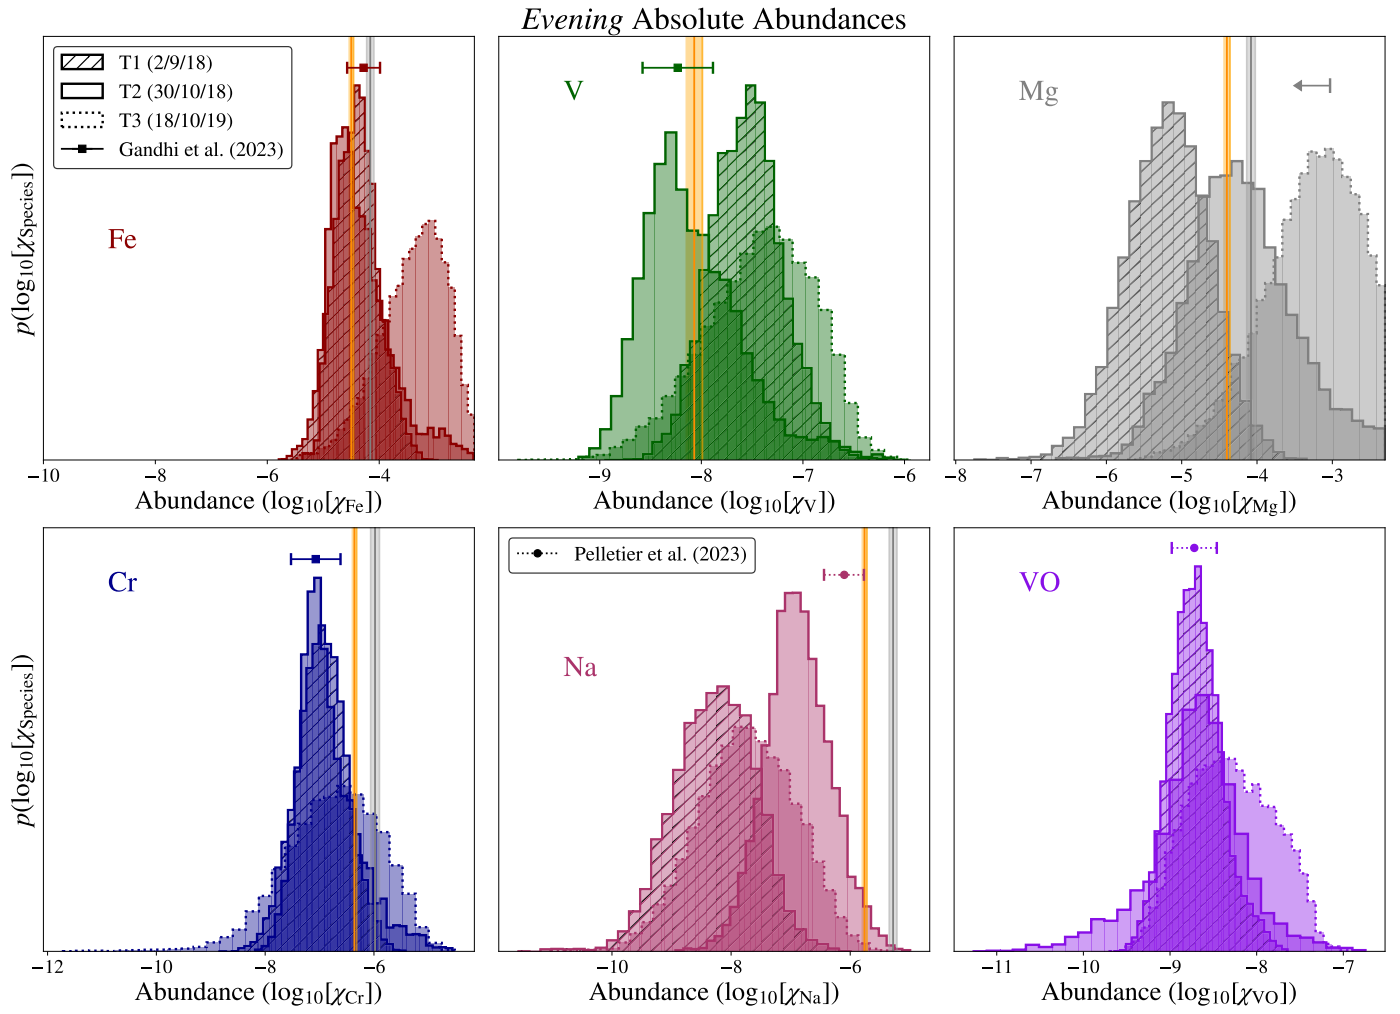 Evening Absolute Abundances
T1 (2/9/18)
T2 (30/10/18)
T3 (18/10/19)
Gandhi et al. (2023)
Fe
V
Mg
p(log10[χSpecies])
−10 −8 −6 −4
−9 −8 −7 −6
−8 −7 −6 −5 −4 −3
Abundance (log10[χFe])
Abundance (log10[χV])
Abundance (log10[χMg])
Pelletier et al. (2023)
Cr
Na
VO
p(log10[χSpecies])
−12 −10 −8 −6
−10 −8 −6
−11 −9 −7
Abundance (log10[χCr])
Abundance (log10[χNa])
Abundance (log10[χVO])